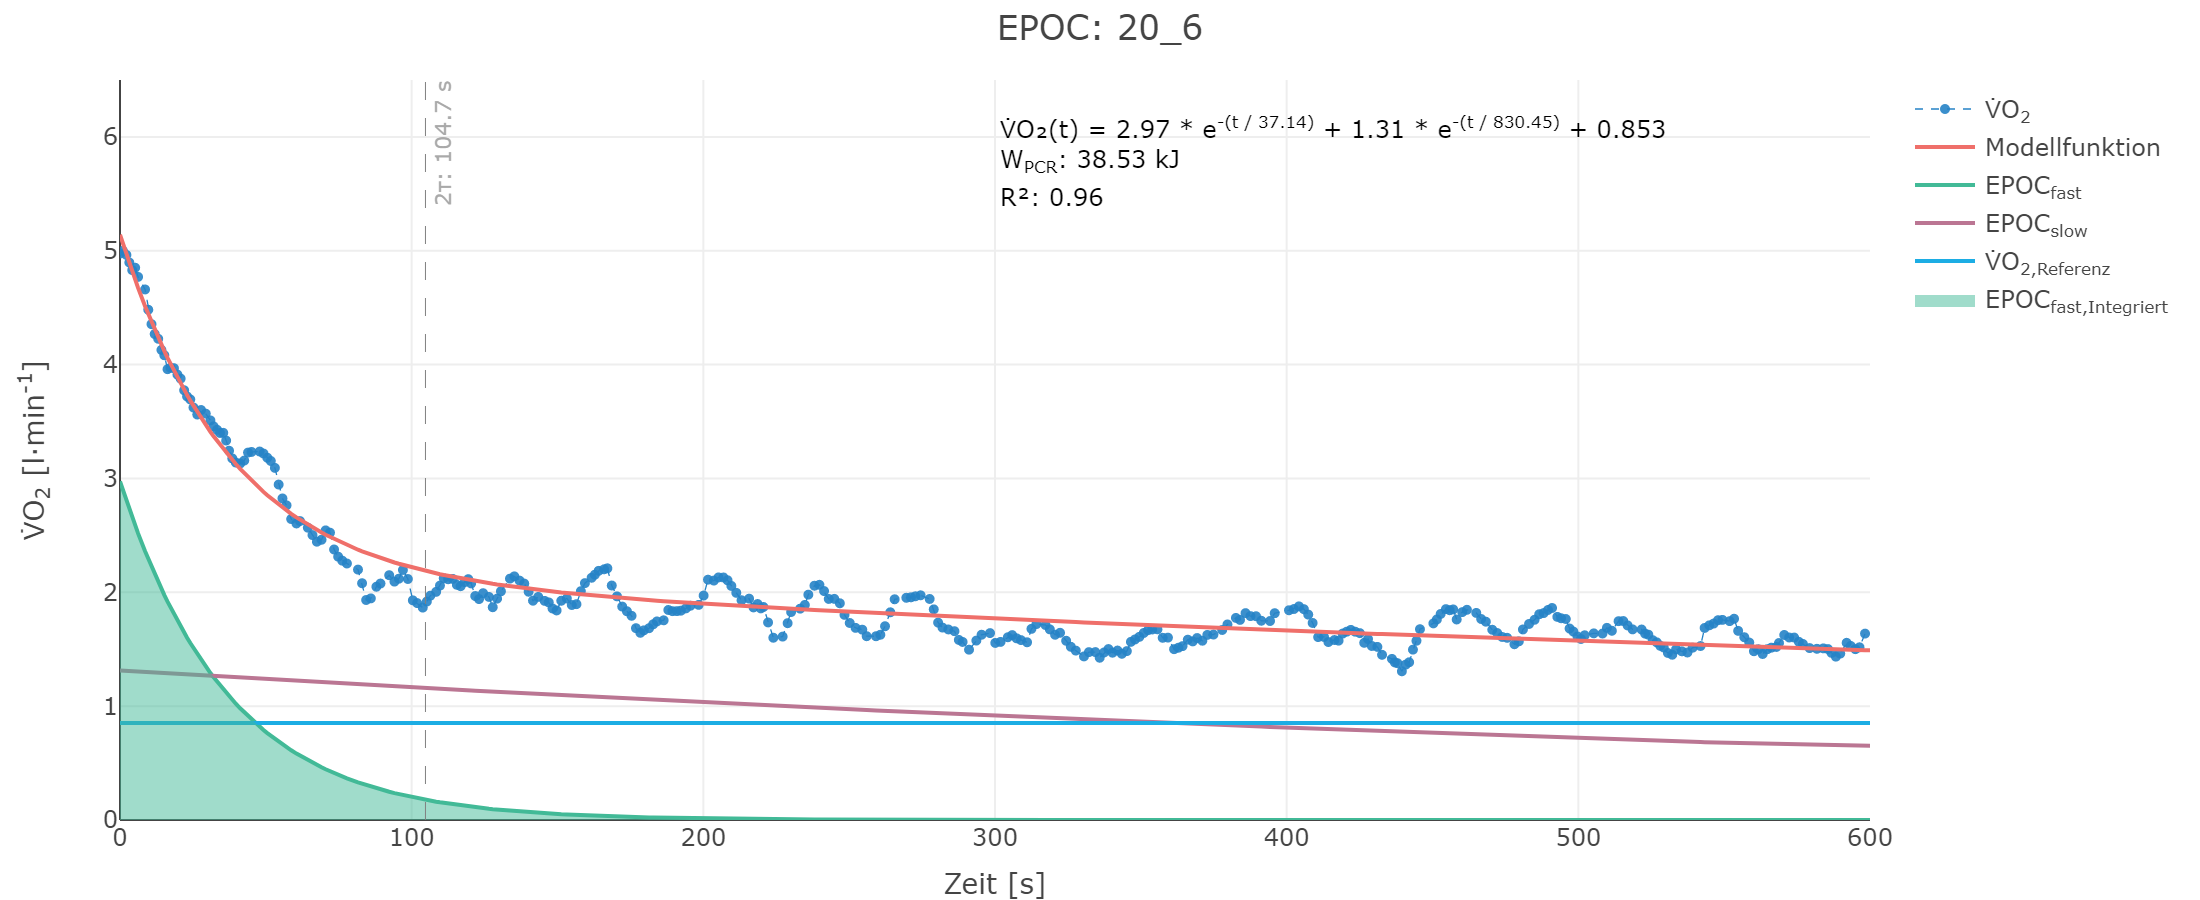 EPOC: 20_6
2τ: 104.7 s
V̇O₂(t) = 2.97 * e^-(t / 37.14) + 1.31 * e^-(t / 830.45) + 0.853
W_PCR: 38.53 kJ
R²: 0.96
V̇O₂
Modellfunktion
EPOC_fast
EPOC_slow
V̇O₂,Referenz
EPOC_fast,Integriert
V̇O₂ [l·min⁻¹]
6
5
4
3
2
1
0
0 100 200 300 400 500 600
Zeit [s]